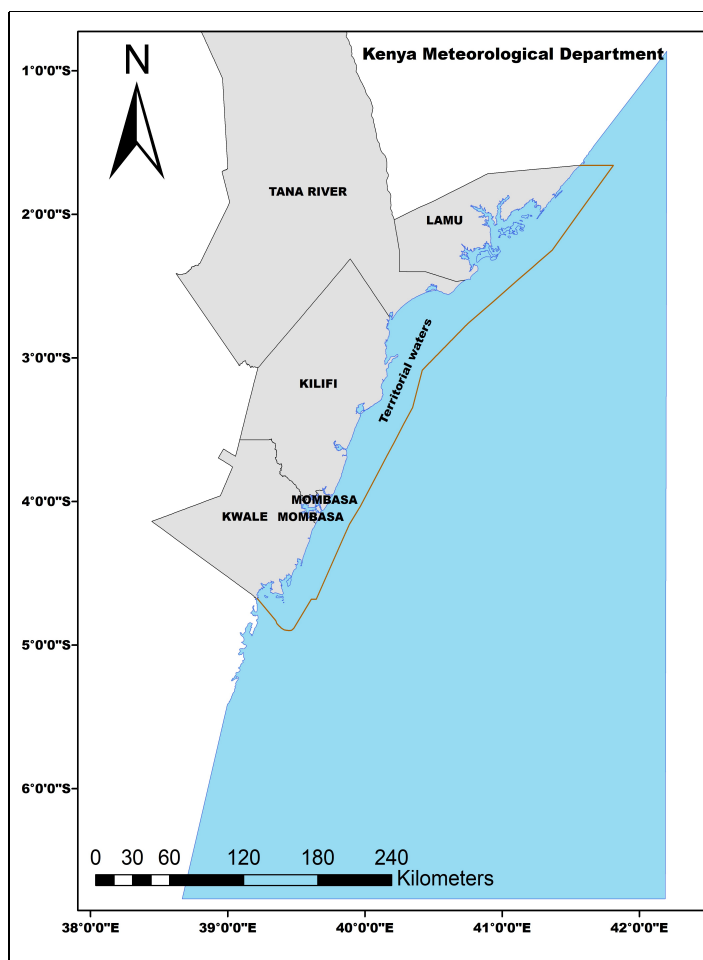 Kenya Meteorological Department
N
1°0'0"S
2°0'0"S
3°0'0"S
4°0'0"S
5°0'0"S
6°0'0"S
TANA RIVER
LAMU
Territorial waters
KILIFI
MOMBASA
KWALE
MOMBASA
0 30 60 120 180 240
Kilometers
38°0'0"E 39°0'0"E 40°0'0"E 41°0'0"E 42°0'0"E